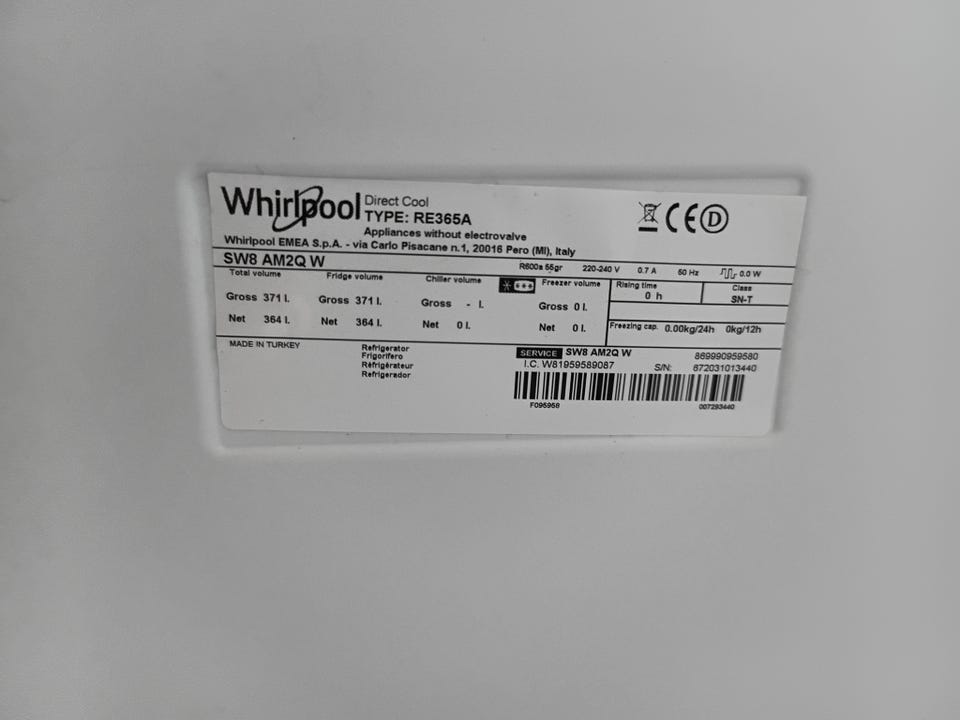 Whirlpool Direct Cool
TYPE: RE365A
Appliances without electrovalve
Whirlpool EMEA S.p.A. - via Carlo Pisacane n.1, 20016 Pero (MI), Italy
CE D
SW8 AM2Q W
R600a 55gr 220-240 V 0.7 A 50 Hz 0.0 W
Total volume Fridge volume Chiller volume Freezer volume
Gross 371 l. Gross 371 l. Gross - l. Gross 0 l.
Net 364 l. Net 364 l. Net 0 l. Net 0 l.
Rising time
0 h
Class
SN-T
Freezing cap. 0.00kg/24h 0kg/12h
MADE IN TURKEY
Refrigerator
Frigorifero
Réfrigérateur
Refrigerador
SERVICE SW8 AM2Q W 869990959580
I.C. W81959589087 S/N: 672031013440
F095958 007293440